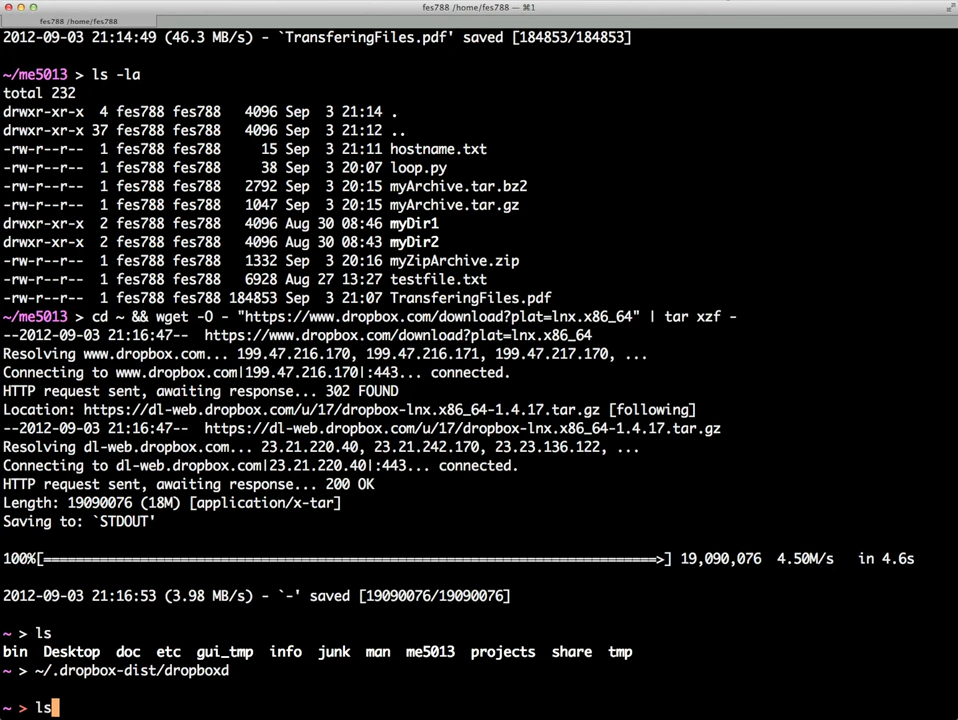 fes788 /home/fes788 — ⌘1
fes788 /home/fes788
2012-09-03 21:14:49 (46.3 MB/s) - `TransferingFiles.pdf' saved [184853/184853]
~/me5013 > ls -la
total 232
drwxr-xr-x  4 fes788 fes788   4096 Sep  3 21:14 .
drwxr-xr-x 37 fes788 fes788   4096 Sep  3 21:12 ..
-rw-r--r--  1 fes788 fes788     15 Sep  3 21:11 hostname.txt
-rw-r--r--  1 fes788 fes788     38 Sep  3 20:07 loop.py
-rw-r--r--  1 fes788 fes788   2792 Sep  3 20:15 myArchive.tar.bz2
-rw-r--r--  1 fes788 fes788   1047 Sep  3 20:15 myArchive.tar.gz
drwxr-xr-x  2 fes788 fes788   4096 Aug 30 08:46 myDir1
drwxr-xr-x  2 fes788 fes788   4096 Aug 30 08:43 myDir2
-rw-r--r--  1 fes788 fes788   1332 Sep  3 20:16 myZipArchive.zip
-rw-r--r--  1 fes788 fes788   6928 Aug 27 13:27 testfile.txt
-rw-r--r--  1 fes788 fes788 184853 Sep  3 21:07 TransferingFiles.pdf
~/me5013 > cd ~ && wget -O - "https://www.dropbox.com/download?plat=lnx.x86_64" | tar xzf -
--2012-09-03 21:16:47--  https://www.dropbox.com/download?plat=lnx.x86_64
Resolving www.dropbox.com... 199.47.216.170, 199.47.216.171, 199.47.217.170, ...
Connecting to www.dropbox.com|199.47.216.170|:443... connected.
HTTP request sent, awaiting response... 302 FOUND
Location: https://dl-web.dropbox.com/u/17/dropbox-lnx.x86_64-1.4.17.tar.gz [following]
--2012-09-03 21:16:47--  https://dl-web.dropbox.com/u/17/dropbox-lnx.x86_64-1.4.17.tar.gz
Resolving dl-web.dropbox.com... 23.21.220.40, 23.21.242.170, 23.23.136.122, ...
Connecting to dl-web.dropbox.com|23.21.220.40|:443... connected.
HTTP request sent, awaiting response... 200 OK
Length: 19090076 (18M) [application/x-tar]
Saving to: `STDOUT'
100%[============================================================================>] 19,090,076  4.50M/s   in 4.6s
2012-09-03 21:16:53 (3.98 MB/s) - `-' saved [19090076/19090076]
~ > ls
bin  Desktop  doc  etc  gui_tmp  info  junk  man  me5013  projects  share  tmp
~ > ~/.dropbox-dist/dropboxd
~ > ls